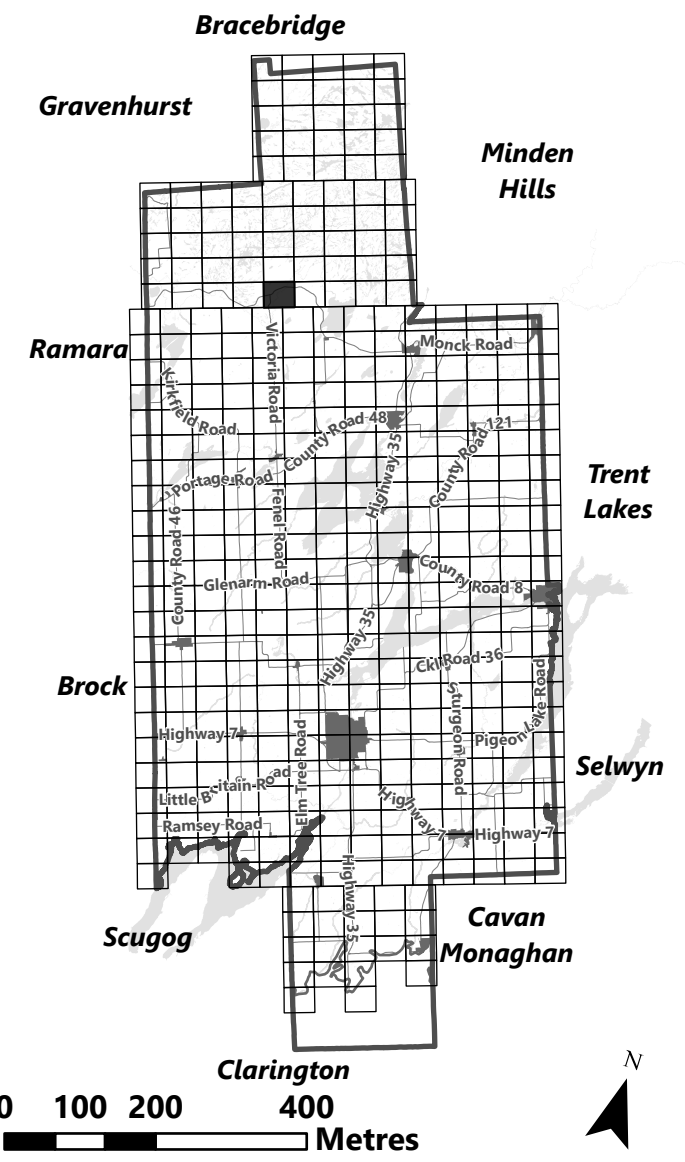 Bracebridge
Gravenhurst
Minden
Hills
Ramara
Monck Road
Victoria Road
Kirkfield Road
County Road 48
County Road 121
Highway 35
Portage Road
Trent
Lakes
County Road 46
Fenel Road
Glenarm Road
County Road 8
Highway 35
Ckl Road 36
Brock
Sturgeon Road
Pigeon Lake Road
Highway 7
Elm Tree Road
Selwyn
Little Britain Road
Highway 7
Ramsey Road
Highway 7
Highway 35
Scugog
Cavan
Monaghan
Clarington
N
0 100 200 400
Metres